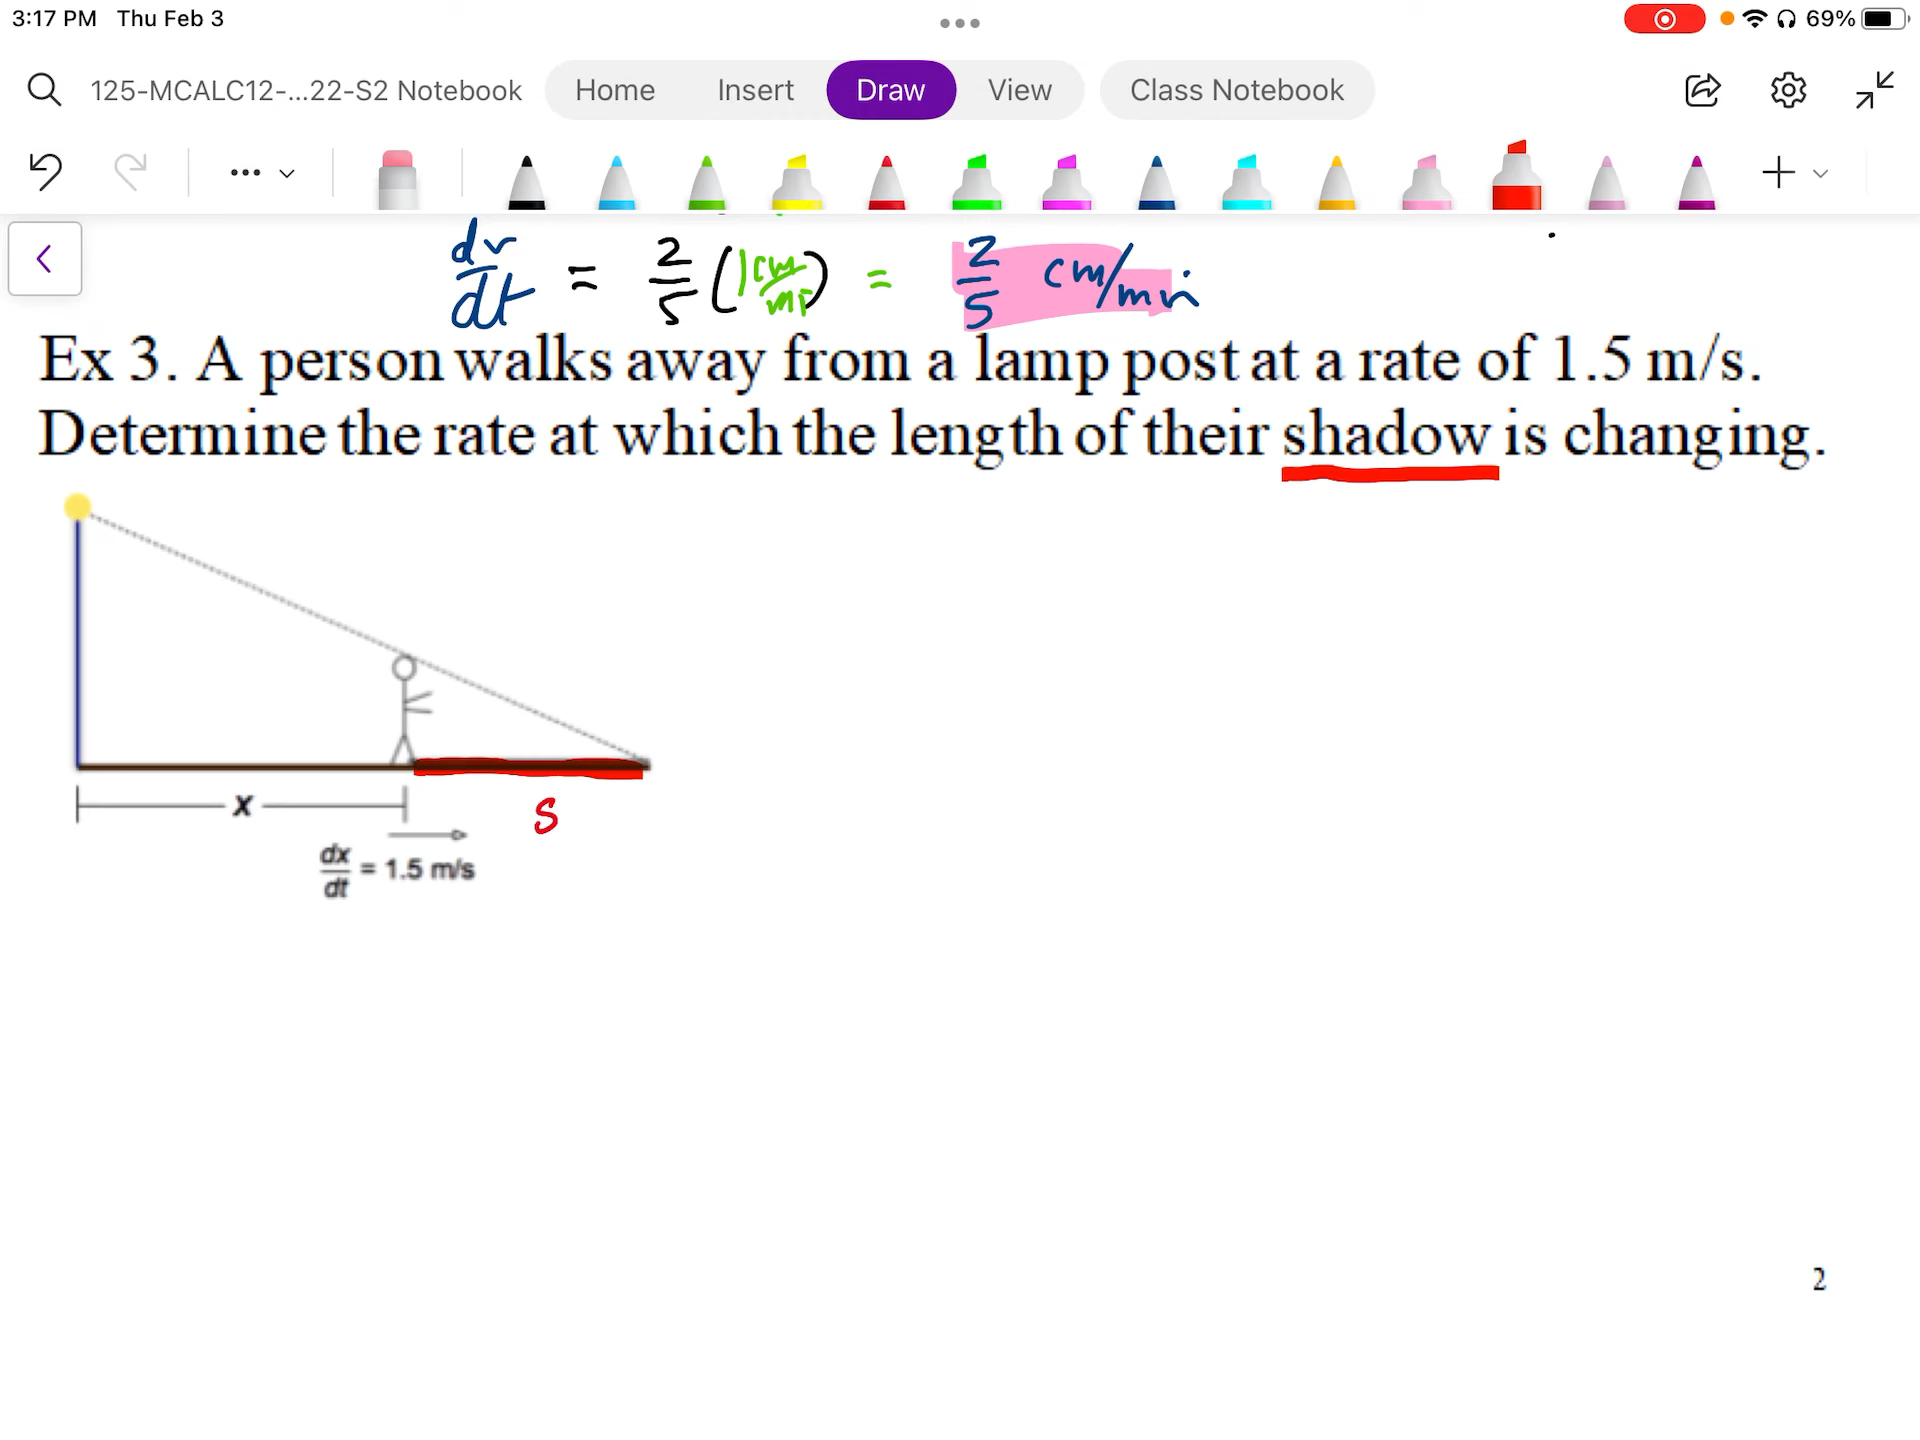 3:17 PM Thu Feb 3
69%
125-MCALC12-...22-S2 Notebook Home Insert Draw View Class Notebook
dr/dt = 2/5 (1 cm/mi) = 2/5 cm/min
Ex 3. A person walks away from a lamp post at a rate of 1.5 m/s.
Determine the rate at which the length of their shadow is changing.
x
S
dx/dt = 1.5 m/s
2